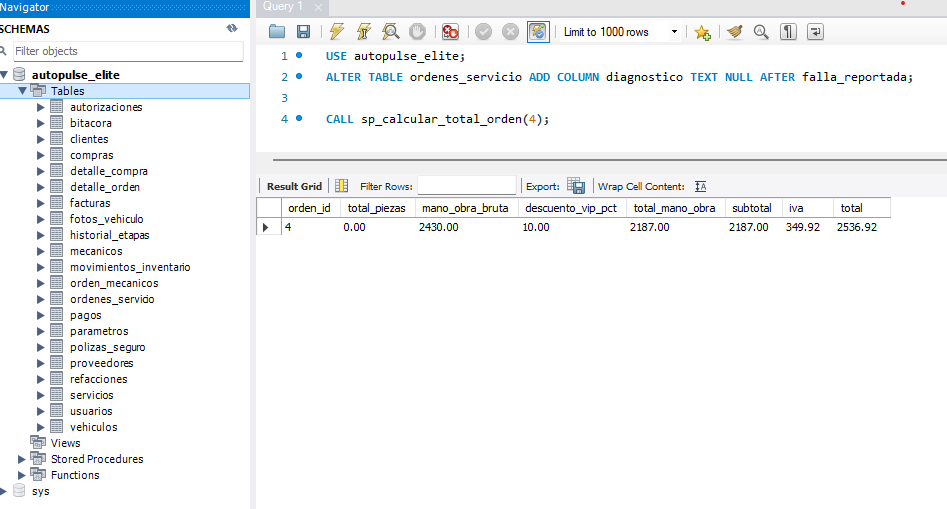 Navigator
SCHEMAS
Filter objects
autopulse_elite
Tables
autorizaciones
bitacora
clientes
compras
detalle_compra
detalle_orden
facturas
fotos_vehiculo
historial_etapas
mecanicos
movimientos_inventario
orden_mecanicos
ordenes_servicio
pagos
parametros
polizas_seguro
proveedores
refacciones
servicios
usuarios
vehiculos
Views
Stored Procedures
Functions
sys
Query 1
Limit to 1000 rows
1 USE autopulse_elite;
2 ALTER TABLE ordenes_servicio ADD COLUMN diagnostico TEXT NULL AFTER falla_reportada;
3
4 CALL sp_calcular_total_orden(4);
Result Grid Filter Rows: Export: Wrap Cell Content:
orden_id total_piezas mano_obra_bruta descuento_vip_pct total_mano_obra subtotal iva total
4 0.00 2430.00 10.00 2187.00 2187.00 349.92 2536.92